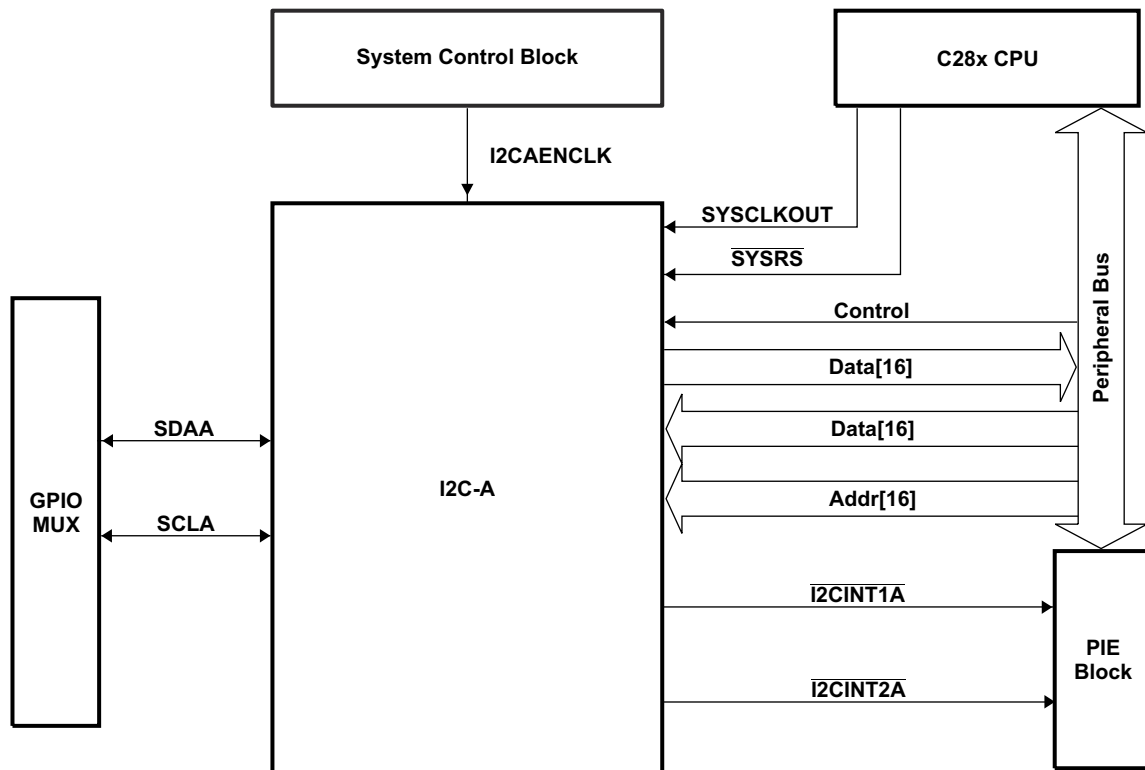 System Control Block
C28x CPU
I2CAENCLK
SYSCLKOUT
SYSRS
Control
Data[16]
Data[16]
Addr[16]
Peripheral Bus
SDAA
SCLA
GPIO
MUX
I2C-A
I2CINT1A
I2CINT2A
PIE
Block